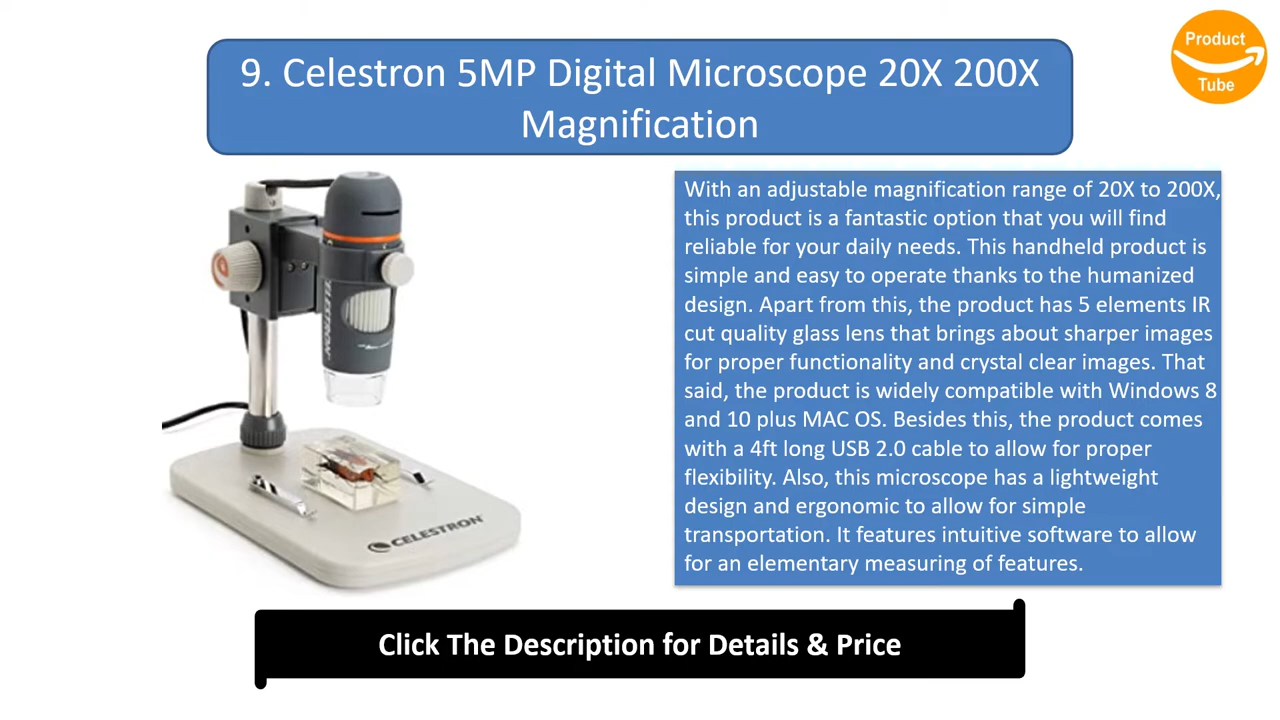 Product
Tube
9. Celestron 5MP Digital Microscope 20X 200X
Magnification
With an adjustable magnification range of 20X to 200X,
this product is a fantastic option that you will find
reliable for your daily needs. This handheld product is
simple and easy to operate thanks to the humanized
design. Apart from this, the product has 5 elements IR
cut quality glass lens that brings about sharper images
for proper functionality and crystal clear images. That
said, the product is widely compatible with Windows 8
and 10 plus MAC OS. Besides this, the product comes
with a 4ft long USB 2.0 cable to allow for proper
flexibility. Also, this microscope has a lightweight
design and ergonomic to allow for simple
transportation. It features intuitive software to allow
for an elementary measuring of features.
CELESTRON
CELESTRON
Click The Description for Details & Price